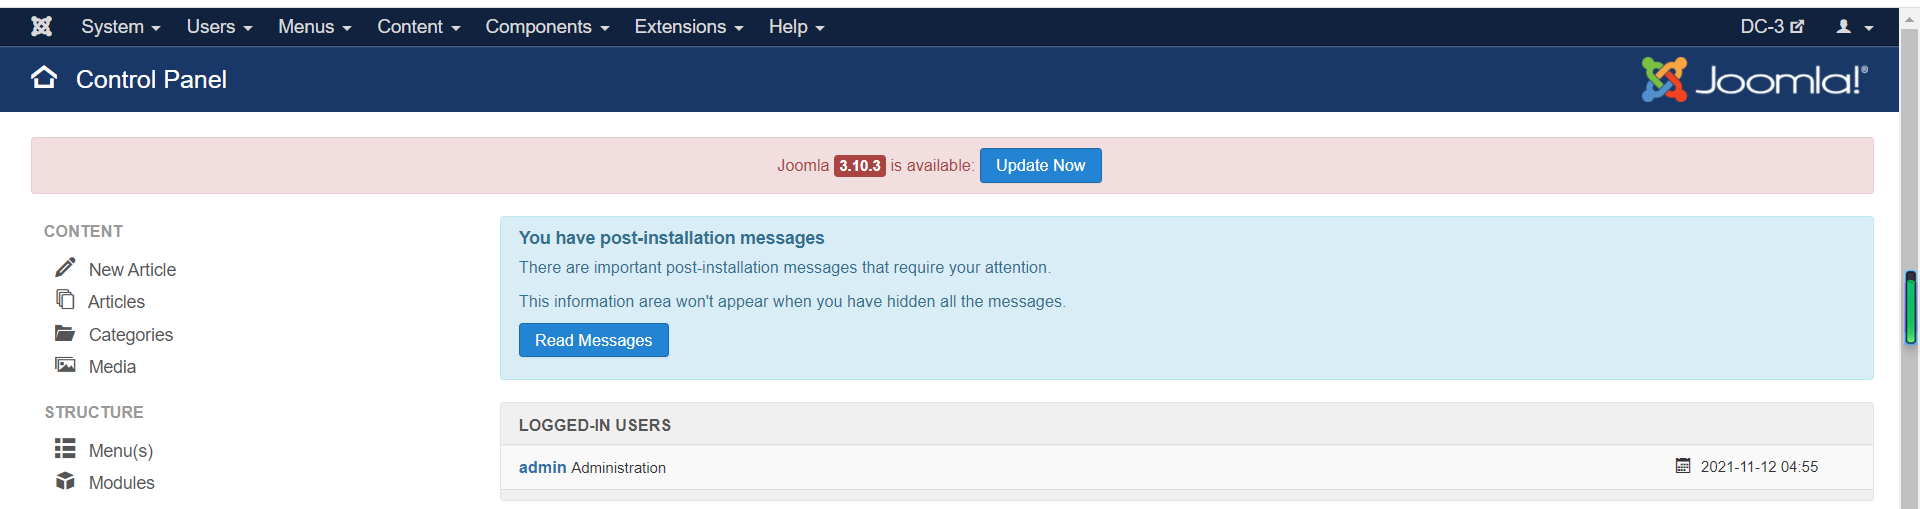 System Users Menus Content Components Extensions Help DC-3
Control Panel Joomla!®
Joomla 3.10.3 is available: Update Now
CONTENT
New Article
Articles
Categories
Media
STRUCTURE
Menu(s)
Modules
You have post-installation messages
There are important post-installation messages that require your attention.
This information area won't appear when you have hidden all the messages.
Read Messages
LOGGED-IN USERS
admin Administration 2021-11-12 04:55